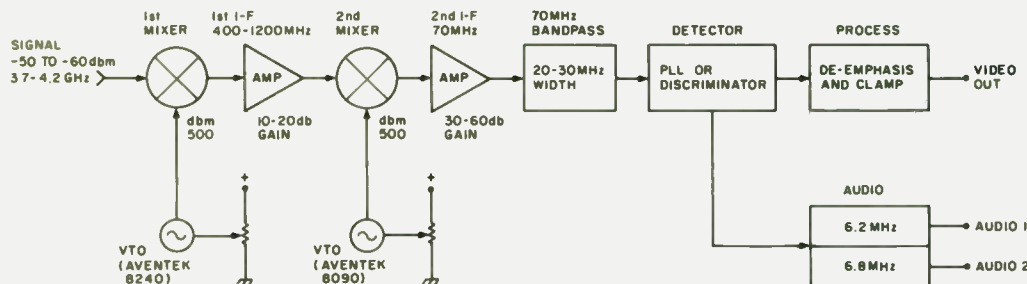 SIGNAL
-50 TO -60dbm
3.7-4.2 GHz
1st
MIXER
dbm
500
VTO
(AVENTEK
8240)
+
1st I-F
400-1200MHz
AMP
10-20db
GAIN
2nd
MIXER
dbm
500
VTO
(AVENTEK
8090)
+
2nd I-F
70MHz
AMP
30-60db
GAIN
70MHz
BANDPASS
20-30MHz
WIDTH
DETECTOR
PLL OR
DISCRIMINATOR
PROCESS
DE-EMPHASIS
AND CLAMP
VIDEO
OUT
AUDIO
6.2MHz
AUDIO 1
6.8MHz
AUDIO 2